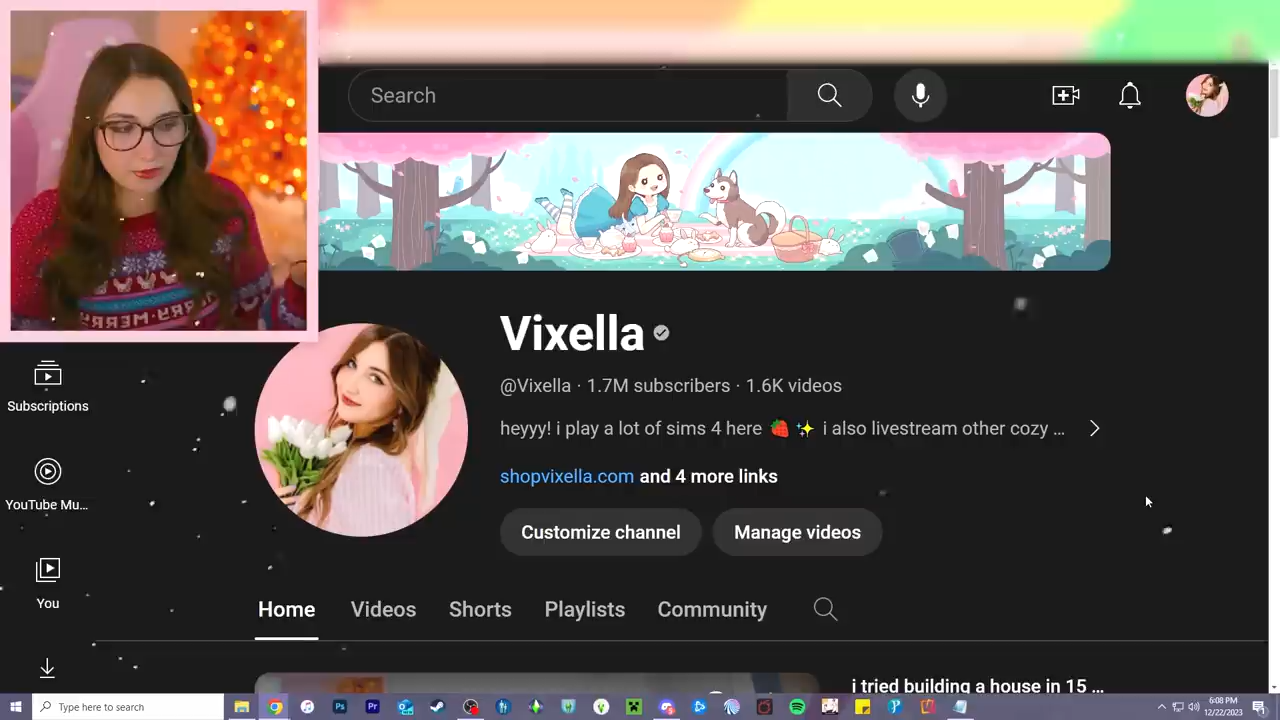 Search
Vixella
@Vixella · 1.7M subscribers · 1.6K videos
heyyy! i play a lot of sims 4 here 🍓 ✨ i also livestream other cozy ...
shopvixella.com and 4 more links
Customize channel
Manage videos
Subscriptions
YouTube Mu...
You
Home
Videos
Shorts
Playlists
Community
i tried building a house in 15 ...
Type here to search
6:08 PM
12/22/2023
MERRY·MERRY